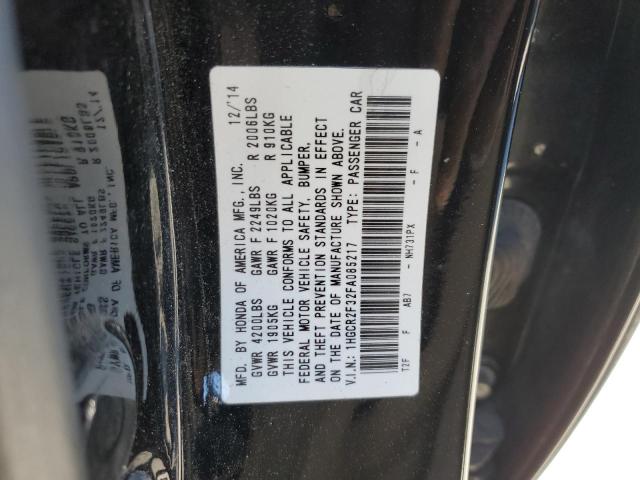 MFD. BY HONDA OF AMERICA MFG., INC. 12/14
GVWR 4200LBS GAWR F 2249LBS R 2006LBS
GVWR 1905KG GAWR F 1020KG R 910KG
THIS VEHICLE CONFORMS TO ALL APPLICABLE
FEDERAL MOTOR VEHICLE SAFETY, BUMPER,
AND THEFT PREVENTION STANDARDS IN EFFECT
ON THE DATE OF MANUFACTURE SHOWN ABOVE.
V.I.N.: 1HGCR2F32FA085217 TYPE: PASSENGER CAR
T2F F AB7 - NH731PX - F - A